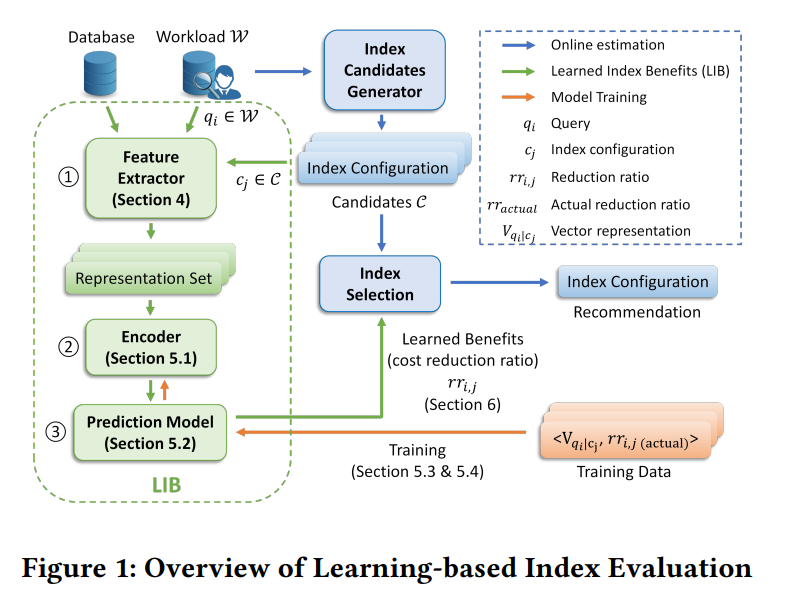 Database
Workload 𝒲
Index
Candidates
Generator
Online estimation
Learned Index Benefits (LIB)
Model Training
q_i Query
c_j Index configuration
rr_{i,j} Reduction ratio
rr_{actual} Actual reduction ratio
V_{q_i|c_j} Vector representation
q_i ∈ 𝒲
①
Feature
Extractor
(Section 4)
c_j ∈ 𝒞
Index Configuration
Candidates 𝒞
Representation Set
Index
Selection
Index Configuration
Recommendation
②
Encoder
(Section 5.1)
Learned Benefits
(cost reduction ratio)
rr_{i,j}
(Section 6)
③
Prediction Model
(Section 5.2)
<V_{q_i|c_j}, rr_{i,j (actual)}>
Training Data
Training
(Section 5.3 & 5.4)
LIB
Figure 1: Overview of Learning-based Index Evaluation